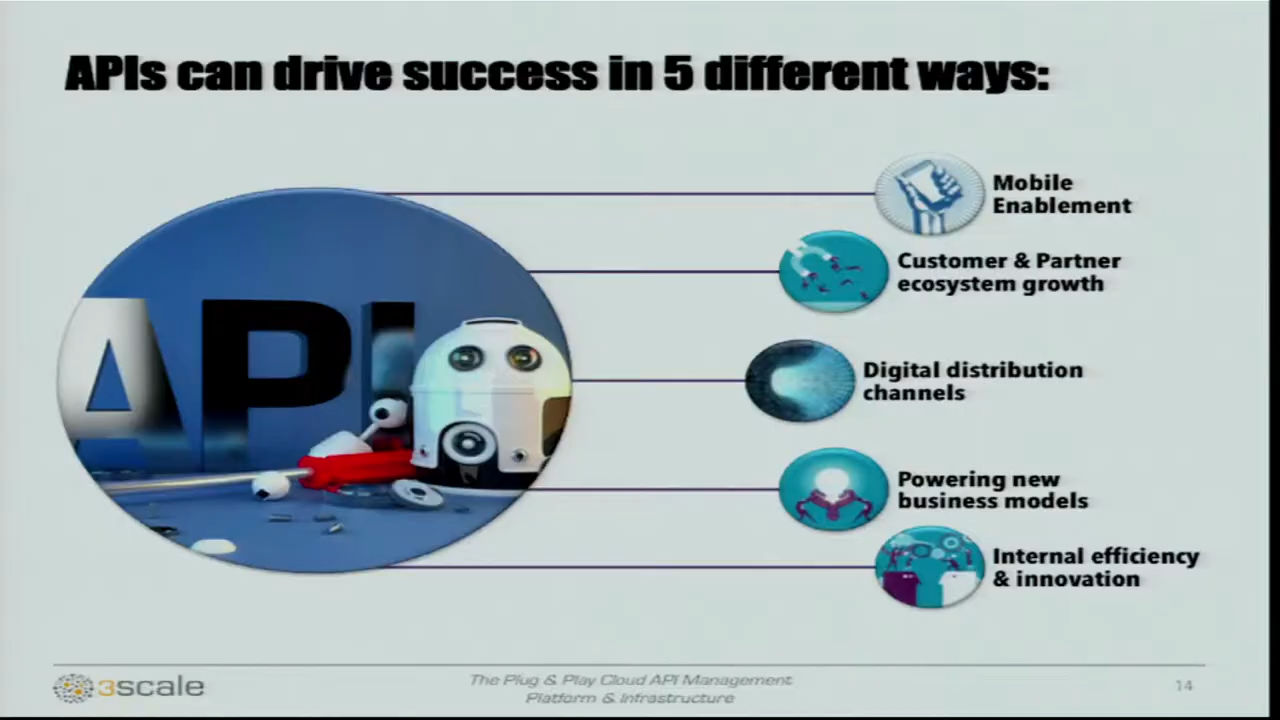 APIs can drive success in 5 different ways:
API
Mobile
Enablement
Customer & Partner
ecosystem growth
Digital distribution
channels
Powering new
business models
Internal efficiency
& innovation
3scale
The Plug & Play Cloud API Management
Platform & Infrastructure
14